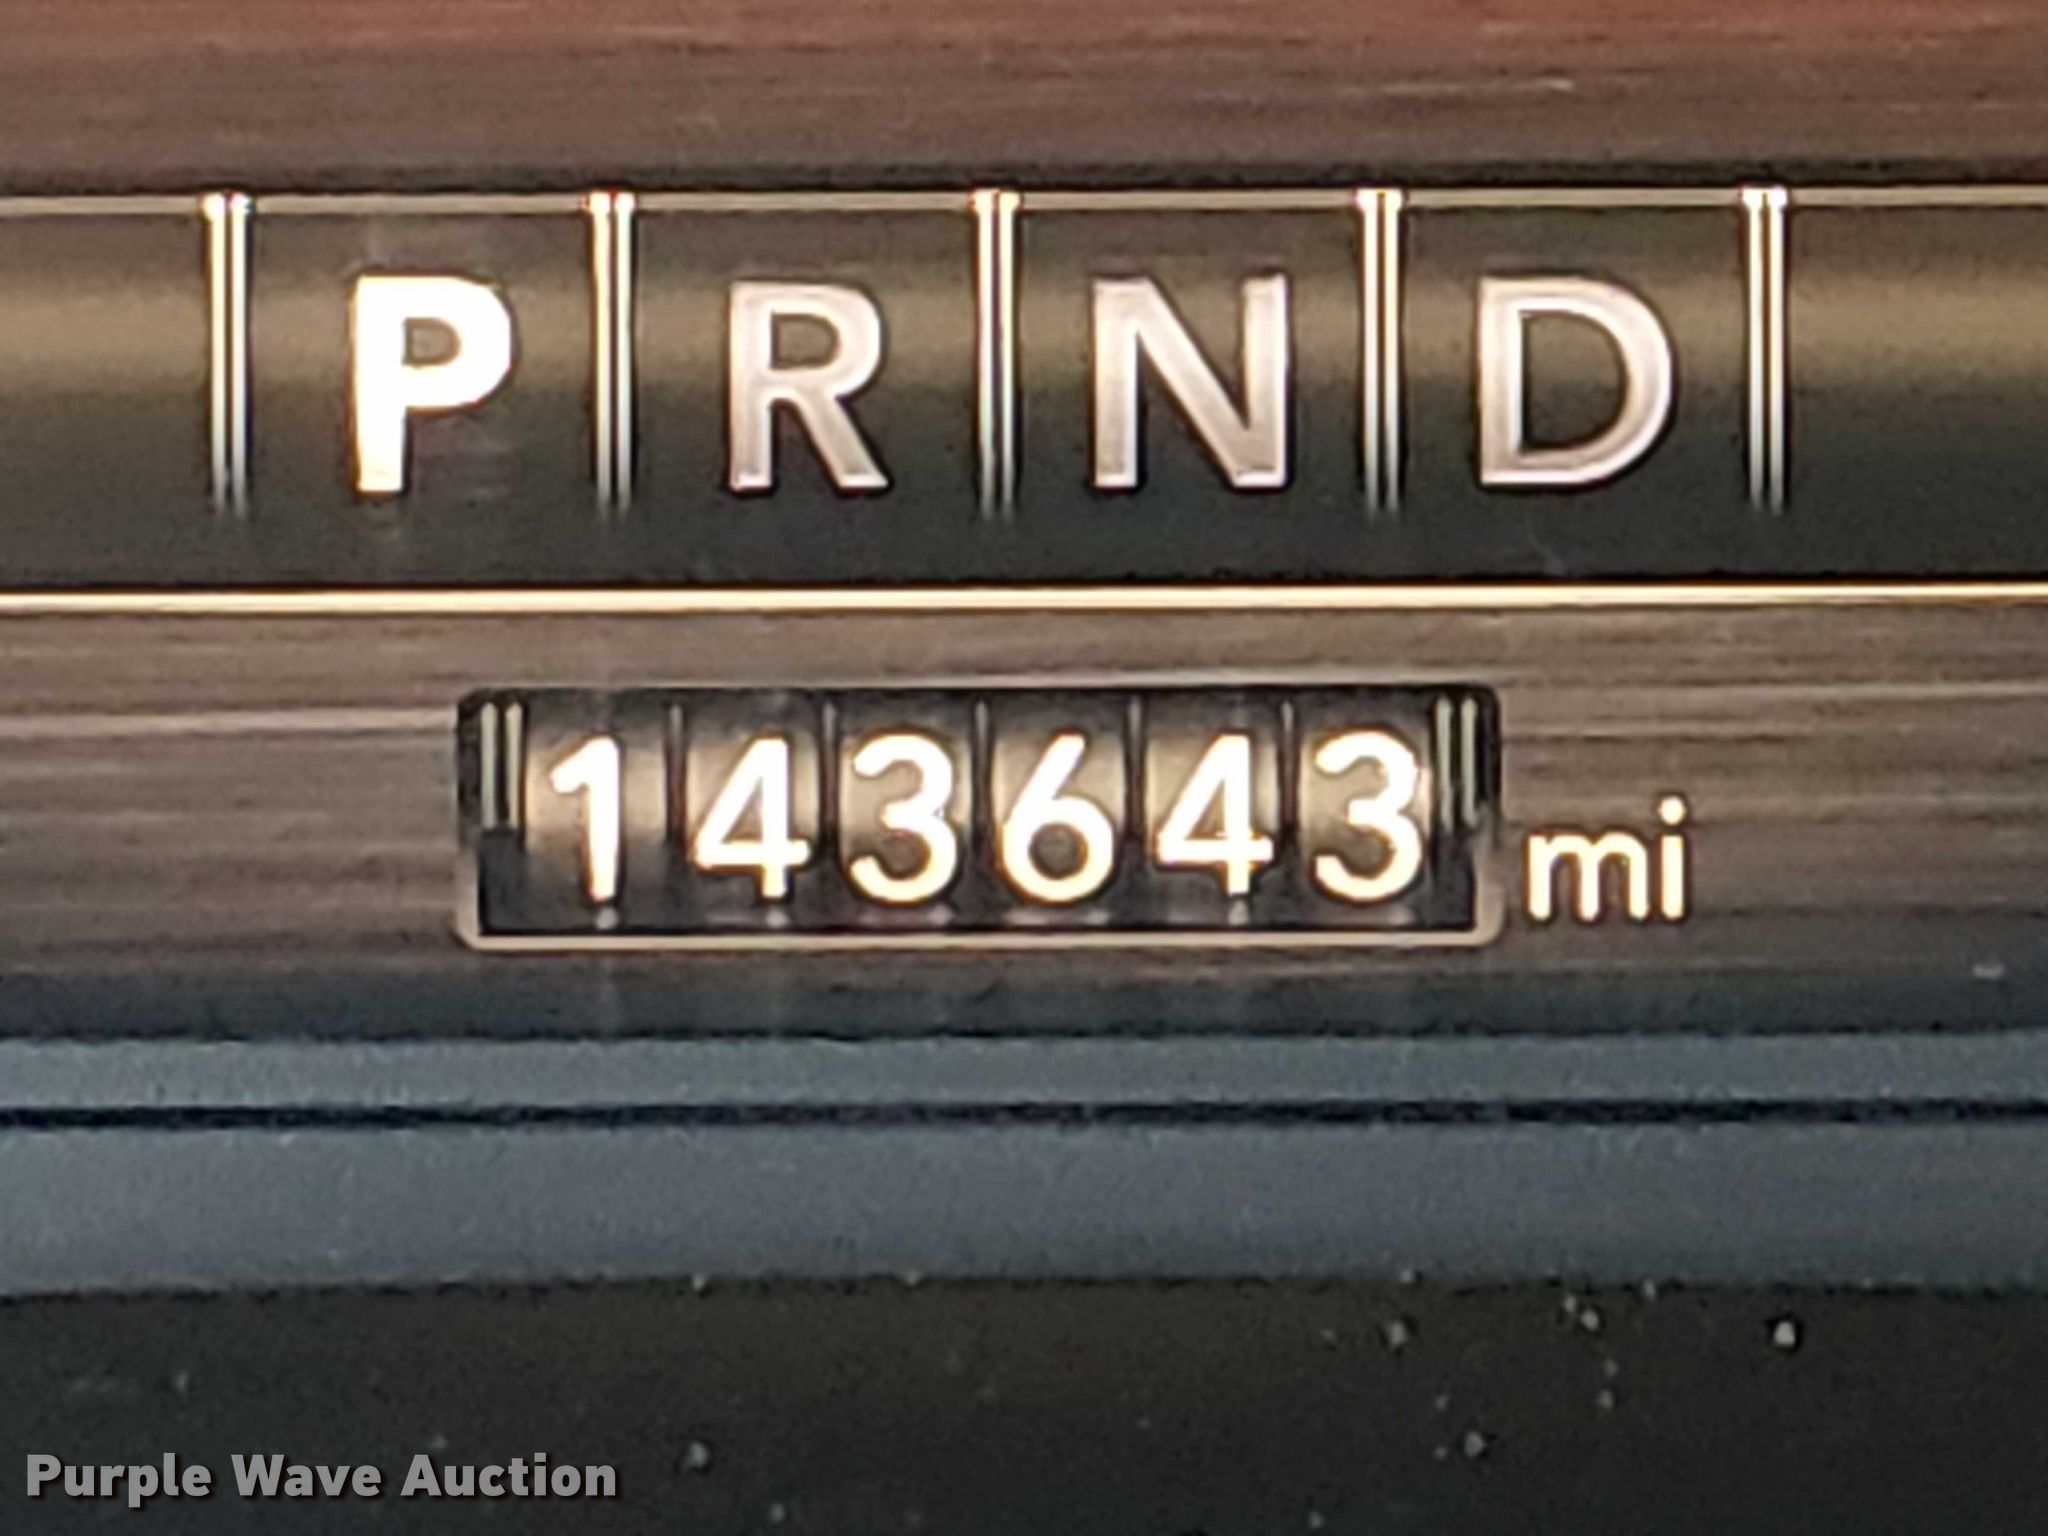 P R N D
143643 mi
Purple Wave Auction